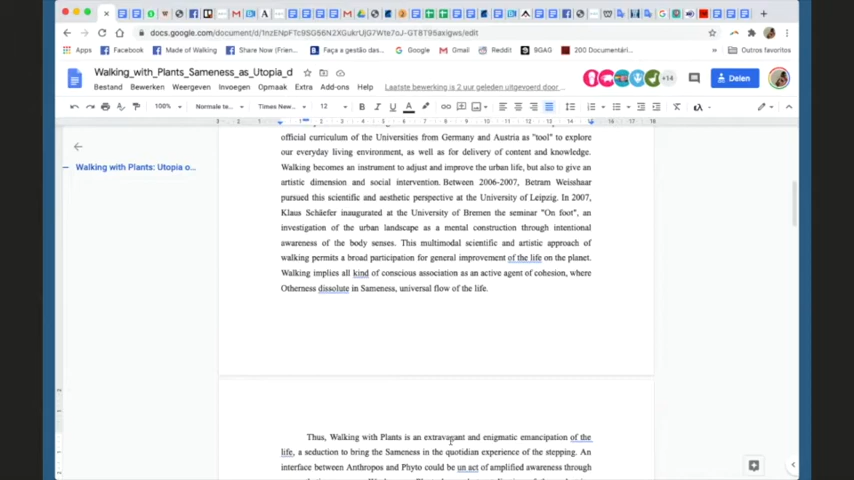 docs.google.com/document/d/1nzENpFTc9SG66N2XGukrUjG7Wte7oJ-GT8T96axigws/edit
Apps Facebook Made of Walking Share Now (Frien... Faça x gestão das... Google Gmail Reddit 9GAG 200 Documentári... » Outros favoritos
Walking_with_Plants_Sameness_as_Utopia_d
Bestand Bewerken Weergeven Invoegen Opmaak Extra Add-ons Help Laatste bewerking is 2 uur geleden uitgevoerd door...
+14 Delen
100% Normale te... Times New... 12 B I U A
Walking with Plants: Utopia o...
official curriculum of the Universities from Germany and Austria as "tool" to explore
our everyday living environment, as well as for delivery of content and knowledge.
Walking becomes an instrument to adjust and improve the urban life, but also to give an
artistic dimension and social intervention. Between 2006-2007, Betram Weisshaar
pursued this scientific and aesthetic perspective at the University of Leipzig. In 2007,
Klaus Schäefer inaugurated at the University of Bremen the seminar "On foot", an
investigation of the urban landscape as a mental construction through intentional
awareness of the body senses. This multimodal scientific and artistic approach of
walking permits a broad participation for general improvement of the life on the planet.
Walking implies all kind of conscious association as an active agent of cohesion, where
Otherness dissolute in Sameness, universal flow of the life.
Thus, Walking with Plants is an extravagant and enigmatic emancipation of the
life, a seduction to bring the Sameness in the quotidian experience of the stepping. An
interface between Anthropos and Phyto could be un act of amplified awareness through